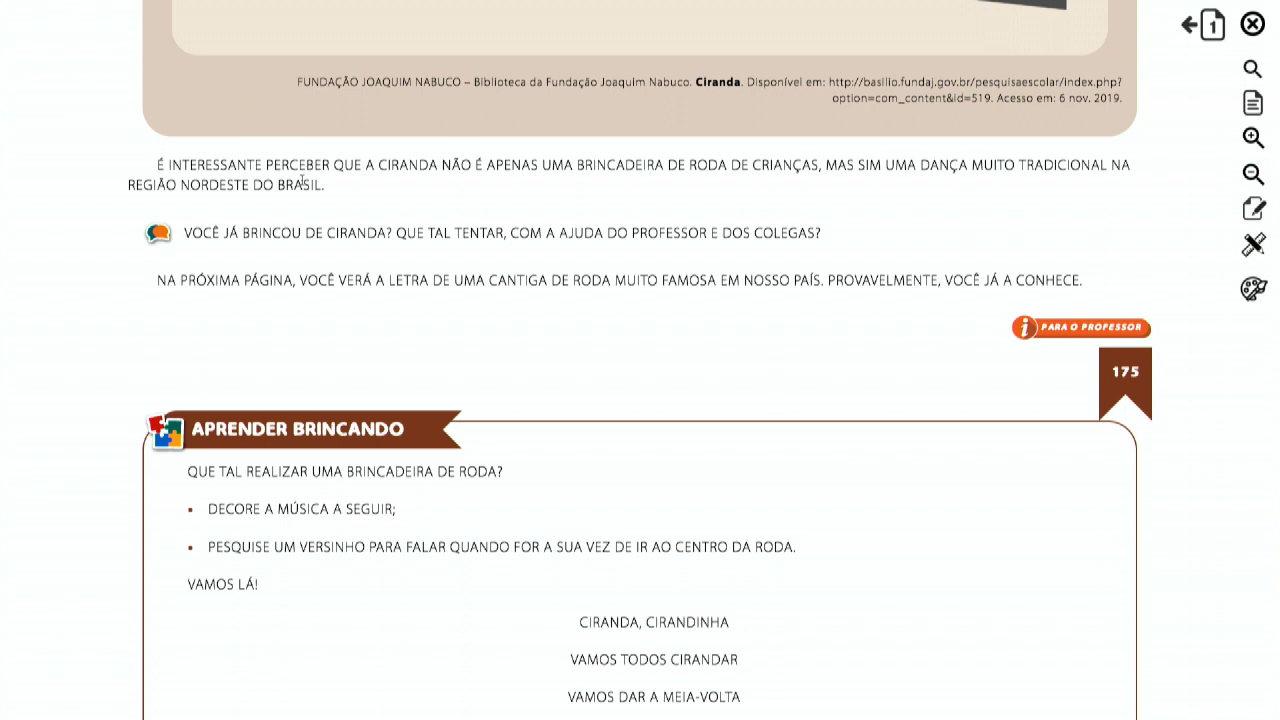 1
FUNDAÇÃO JOAQUIM NABUCO – Biblioteca da Fundação Joaquim Nabuco. Ciranda. Disponível em: http://basilio.fundaj.gov.br/pesquisaescolar/index.php?
option=com_content&id=519. Acesso em: 6 nov. 2019.
É INTERESSANTE PERCEBER QUE A CIRANDA NÃO É APENAS UMA BRINCADEIRA DE RODA DE CRIANÇAS, MAS SIM UMA DANÇA MUITO TRADICIONAL NA
REGIÃO NORDESTE DO BRASIL.
VOCÊ JÁ BRINCOU DE CIRANDA? QUE TAL TENTAR, COM A AJUDA DO PROFESSOR E DOS COLEGAS?
NA PRÓXIMA PÁGINA, VOCÊ VERÁ A LETRA DE UMA CANTIGA DE RODA MUITO FAMOSA EM NOSSO PAÍS. PROVAVELMENTE, VOCÊ JÁ A CONHECE.
i PARA O PROFESSOR
175
APRENDER BRINCANDO
QUE TAL REALIZAR UMA BRINCADEIRA DE RODA?
• DECORE A MÚSICA A SEGUIR;
• PESQUISE UM VERSINHO PARA FALAR QUANDO FOR A SUA VEZ DE IR AO CENTRO DA RODA.
VAMOS LÁ!
CIRANDA, CIRANDINHA
VAMOS TODOS CIRANDAR
VAMOS DAR A MEIA-VOLTA